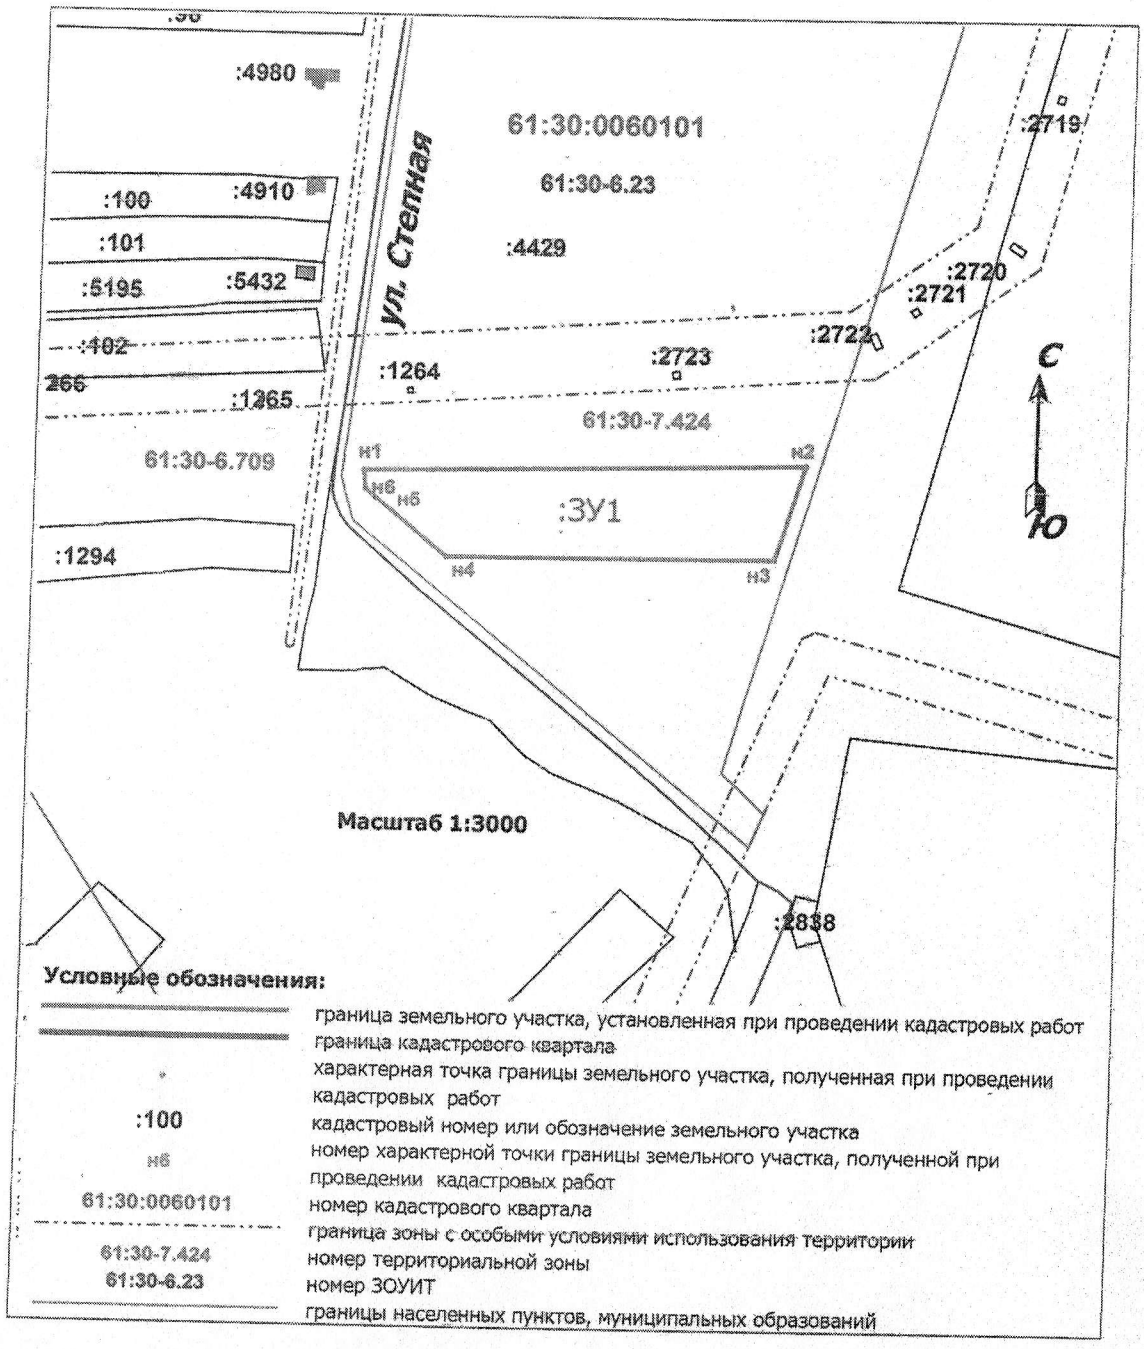 :98
:4980
61:30:0060101
:2719
ул. Степная
61:30-6.23
:100
:4910
:101
:4429
:5195
:5432
:2720
:2721
:102
:2722
:2723
С
266
:1264
:1265
61:30-7.424
61:30-6.709
н1
н2
н6
н5
:ЗУ1
Ю
:1294
н4
н3
Масштаб 1:3000
:2838
Условные обозначения:
граница земельного участка, установленная при проведении кадастровых работ
граница кадастрового квартала
характерная точка границы земельного участка, полученная при проведении
кадастровых работ
:100
кадастровый номер или обозначение земельного участка
н6
номер характерной точки границы земельного участка, полученной при
проведении кадастровых работ
61:30:0060101
номер кадастрового квартала
граница зоны с особыми условиями использования территории
61:30-7.424
номер территориальной зоны
61:30-6.23
номер ЗОУИТ
границы населенных пунктов, муниципальных образований